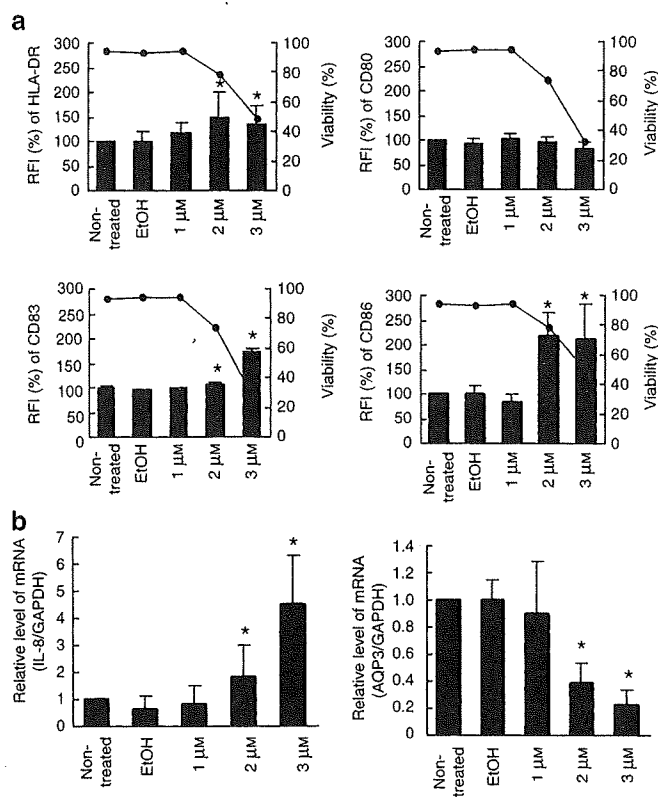 a
RFI (%) of HLA-DR
300
250
200
150
100
50
0
100
80
60
40
20
0
Viability (%)
*
*
Non-
treated
EtOH
1 μM
2 μM
3 μM
RFI (%) of CD80
300
250
200
150
100
50
0
100
80
60
40
20
0
Viability (%)
Non-
treated
EtOH
1 μM
2 μM
3 μM
RFI (%) of CD83
300
250
200
150
100
50
0
100
80
60
40
20
0
Viability (%)
*
*
Non-
treated
EtOH
1 μM
2 μM
3 μM
RFI (%) of CD86
300
250
200
150
100
50
0
100
80
60
40
20
0
Viability (%)
*
*
Non-
treated
EtOH
1 μM
2 μM
3 μM
b
Relative level of mRNA
(IL-8/GAPDH)
7
6
5
4
3
2
1
0
*
*
Non-
treated
EtOH
1 μM
2 μM
3 μM
Relative level of mRNA
(AQP3/GAPDH)
1.4
1.2
1.0
0.8
0.6
0.4
0.2
0
*
*
Non-
treated
EtOH
1 μM
2 μM
3 μM